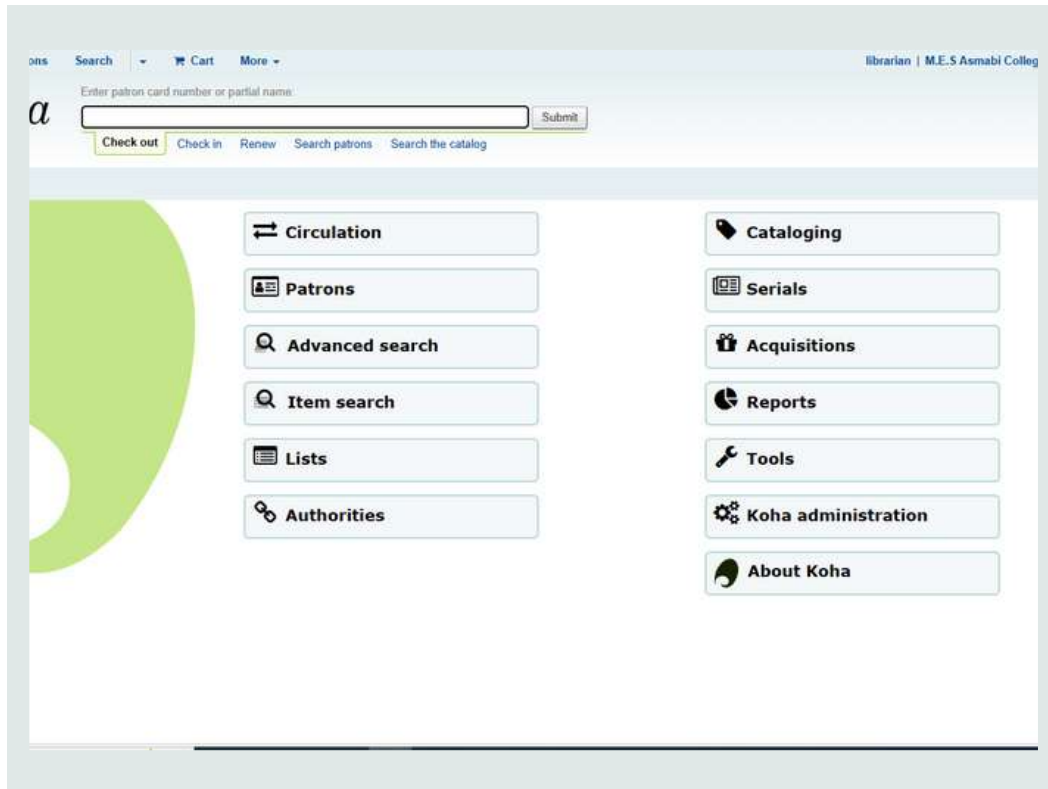 ons Search Cart More librarian | M.E.S Asmabi Colleg
Enter patron card number or partial name:
a
Submit
Check out Check in Renew Search patrons Search the catalog
Circulation
Patrons
Advanced search
Item search
Lists
Authorities
Cataloging
Serials
Acquisitions
Reports
Tools
Koha administration
About Koha